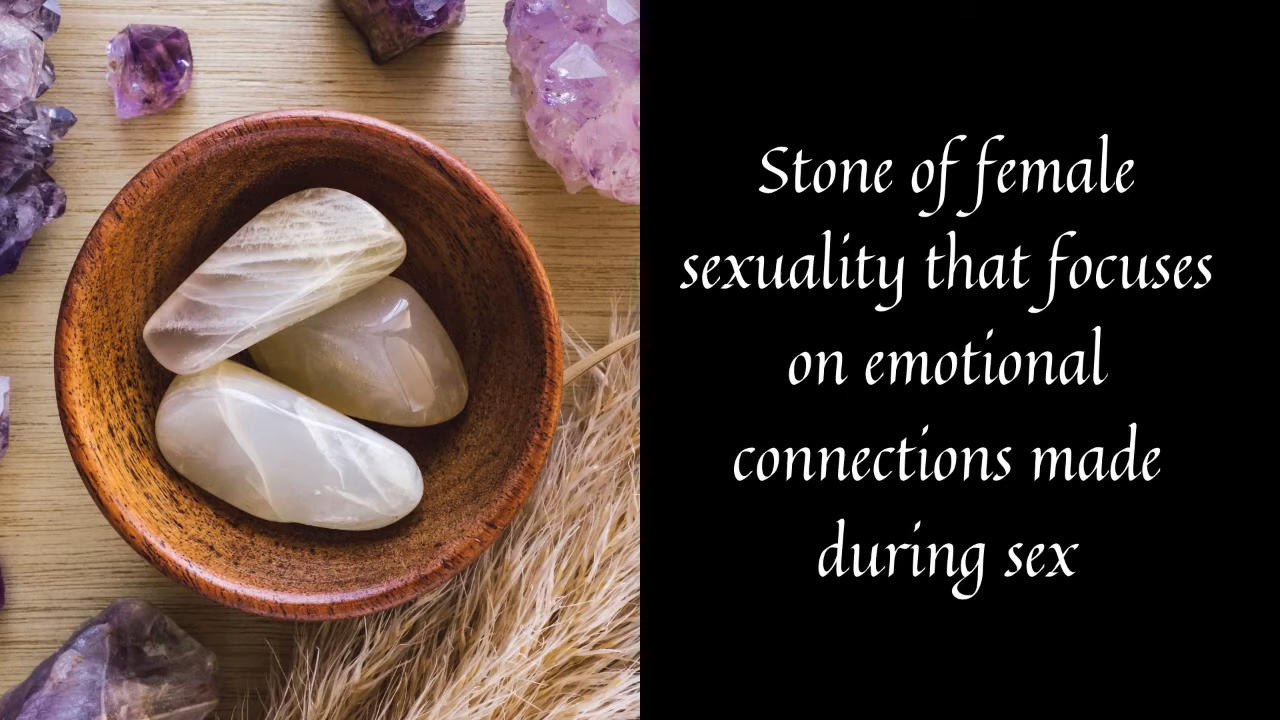 Stone of female
sexuality that focuses
on emotional
connections made
during sex